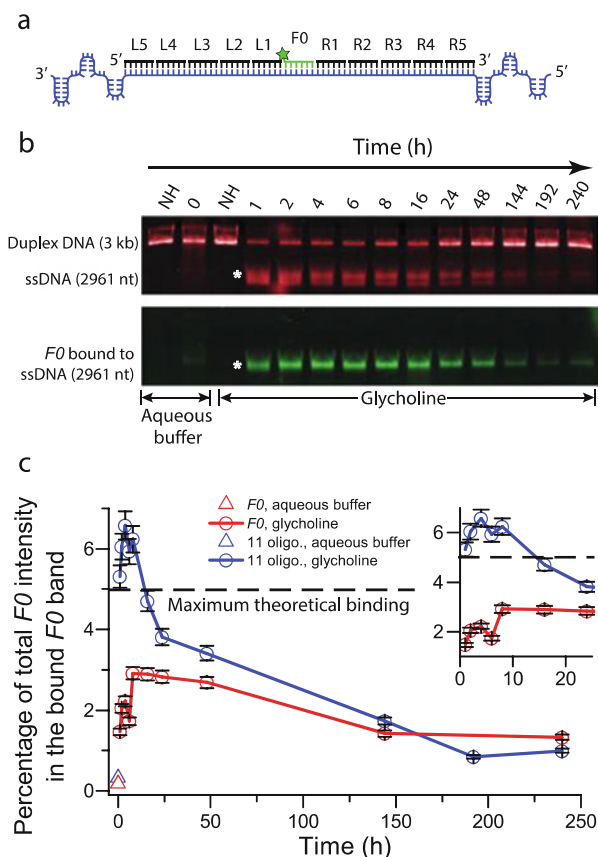 a
L5 L4 L3 L2 L1 F0 R1 R2 R3 R4 R5
3′ 5′ 3′ 5′
b
Time (h)
NH 0 NH 1 2 4 6 8 16 24 48 144 192 240
Duplex DNA (3 kb)
ssDNA (2961 nt)
*
F0 bound to
ssDNA (2961 nt)
*
Aqueous
buffer
Glycholine
c
F0, aqueous buffer
F0, glycholine
11 oligo., aqueous buffer
11 oligo., glycholine
Maximum theoretical binding
Percentage of total F0 intensity
in the bound F0 band
6
4
2
0
0 50 100 150 200 250
Time (h)
6
4
2
0 10 20